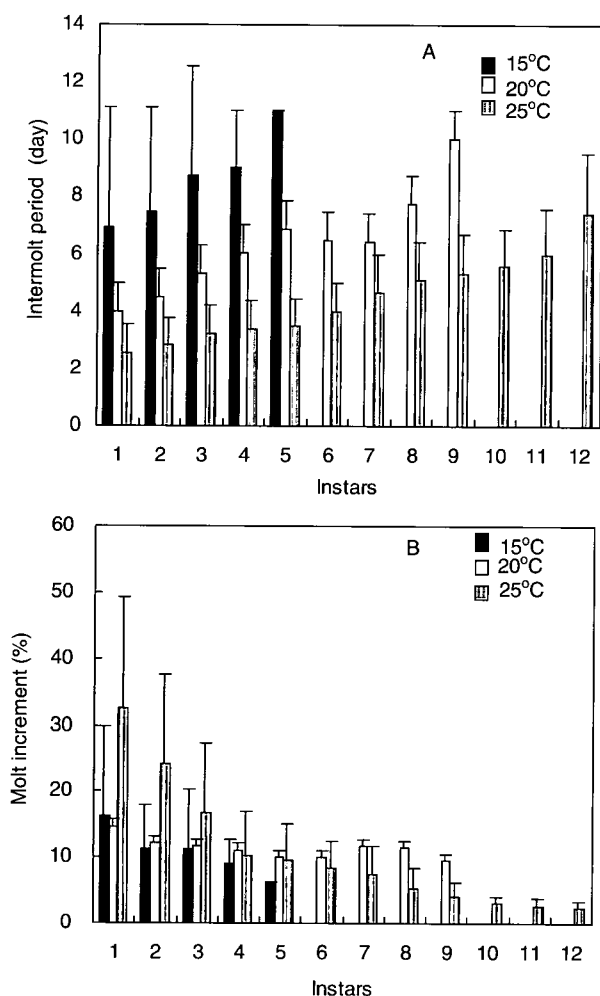 14
12
10
8
6
4
2
0
Intermolt period (day)
A
15°C
20°C
25°C
1 2 3 4 5 6 7 8 9 10 11 12
Instars
60
50
40
30
20
10
0
Molt increment (%)
B
15°C
20°C
25°C
1 2 3 4 5 6 7 8 9 10 11 12
Instars